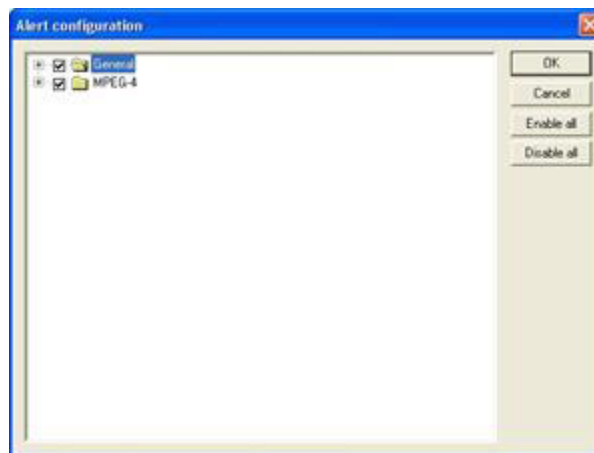 Alert configuration
General
MPEG-4
OK
Cancel
Enable all
Disable all